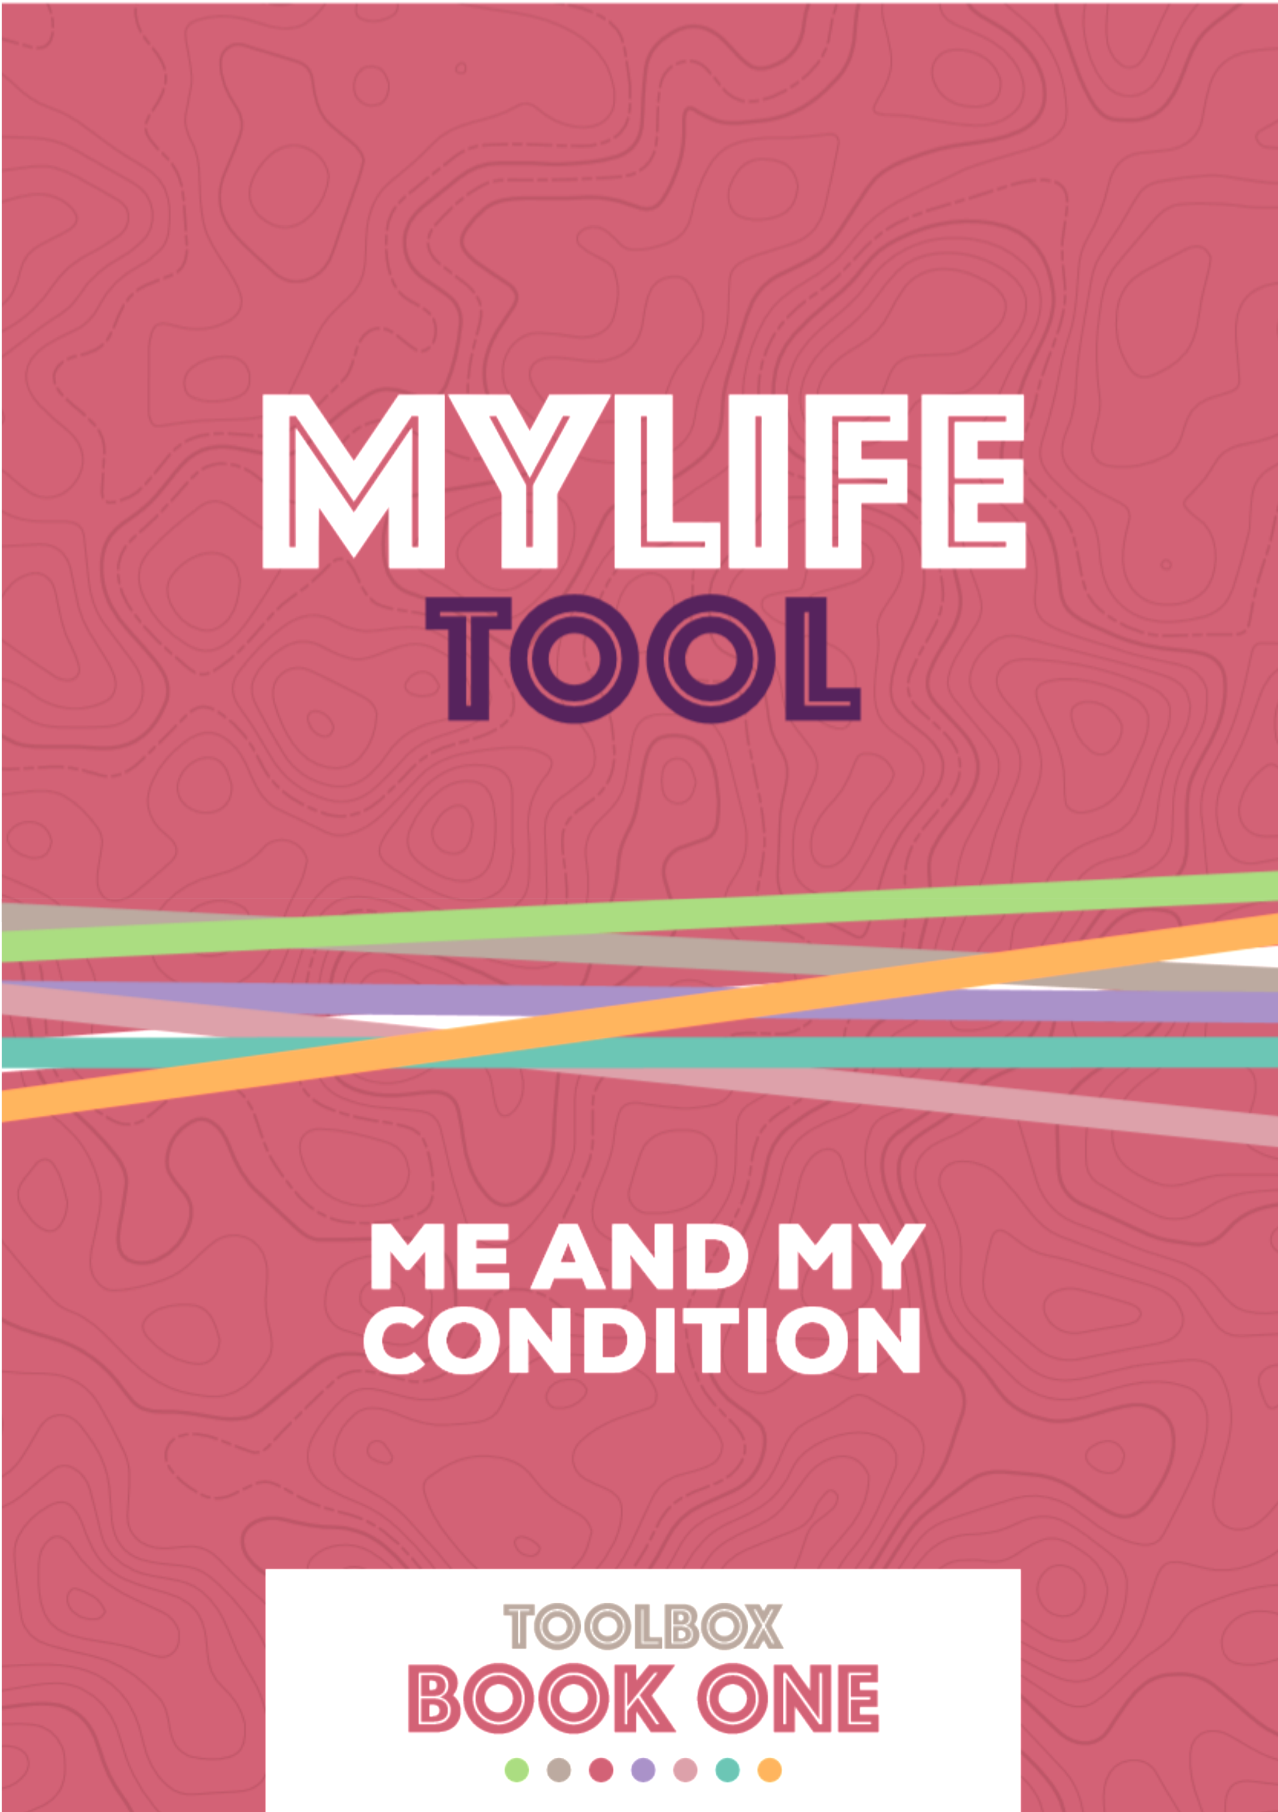 MYLIFE
TOOL
ME AND MY
CONDITION
TOOLBOX
BOOK ONE